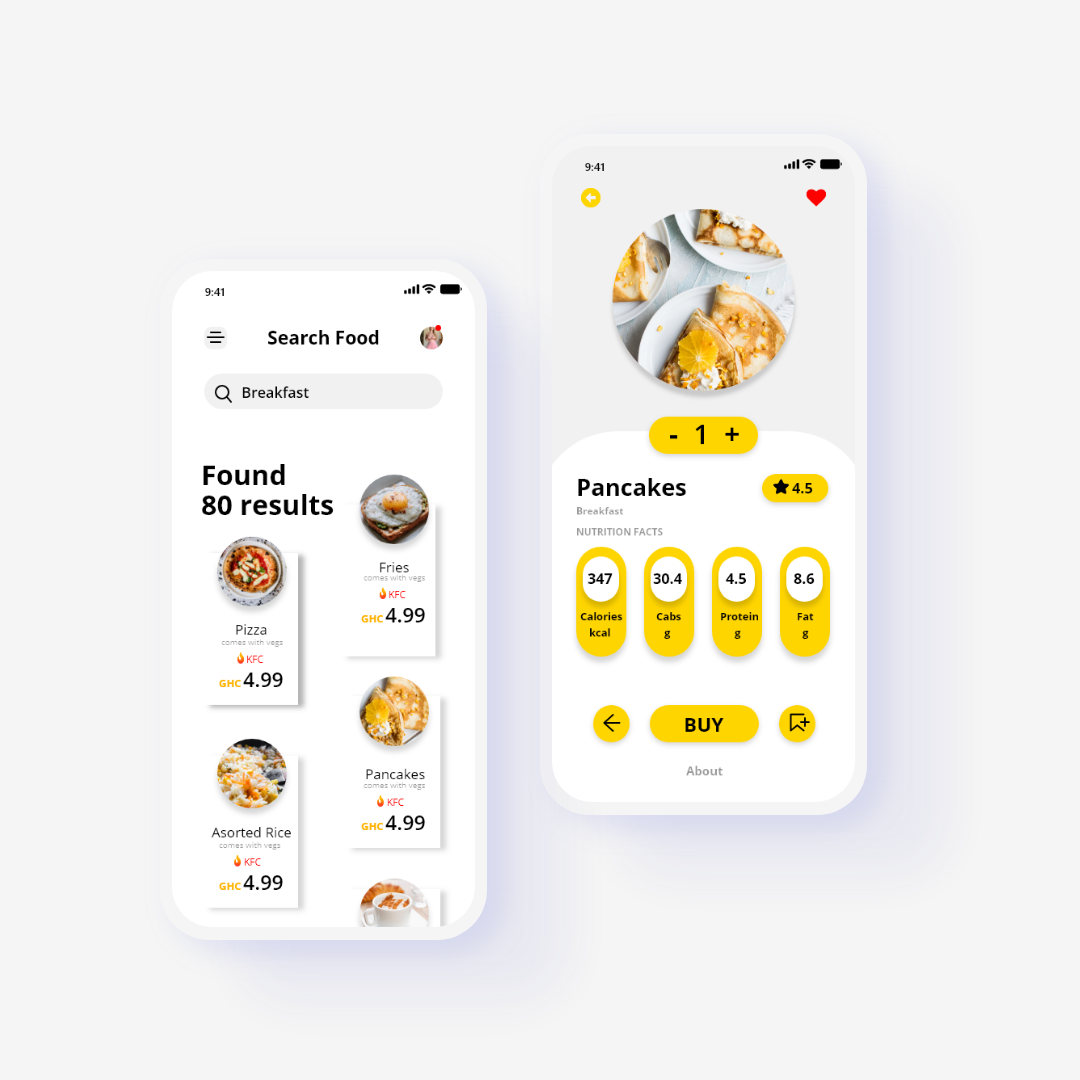 9:41
Search Food
Breakfast
Found
80 results
Fries
comes with vegs
KFC
GHC 4.99
Pizza
comes with vegs
KFC
GHC 4.99
Pancakes
comes with vegs
KFC
GHC 4.99
Asorted Rice
comes with vegs
KFC
GHC 4.99
9:41
- 1 +
Pancakes
4.5
Breakfast
NUTRITION FACTS
347 30.4 4.5 8.6
Calories Cabs Protein Fat
kcal g g g
BUY
About